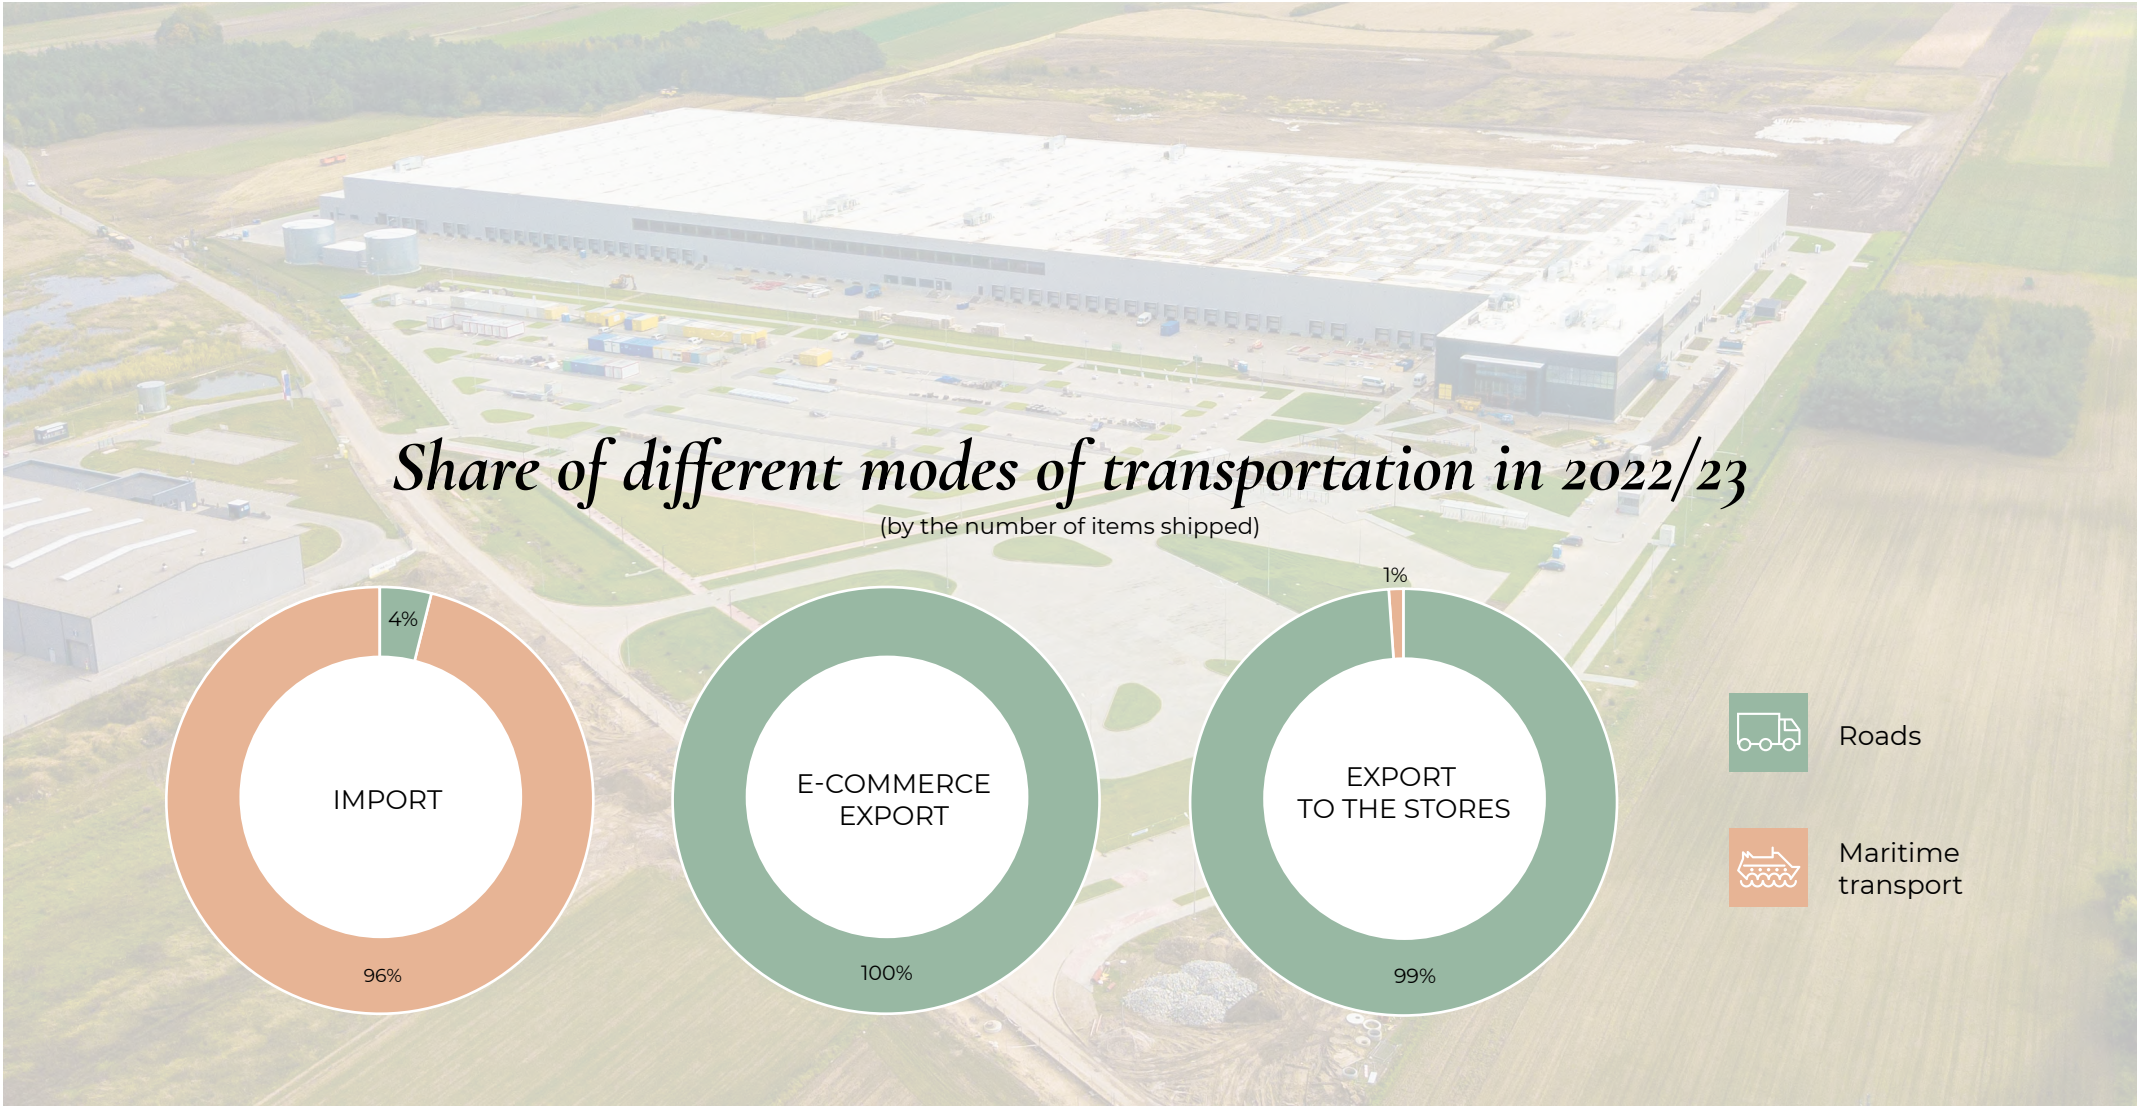 Share of different modes of transportation in 2022/23
(by the number of items shipped)
4%
IMPORT
96%
E-COMMERCE
EXPORT
100%
1%
EXPORT
TO THE STORES
99%
Roads
Maritime
transport